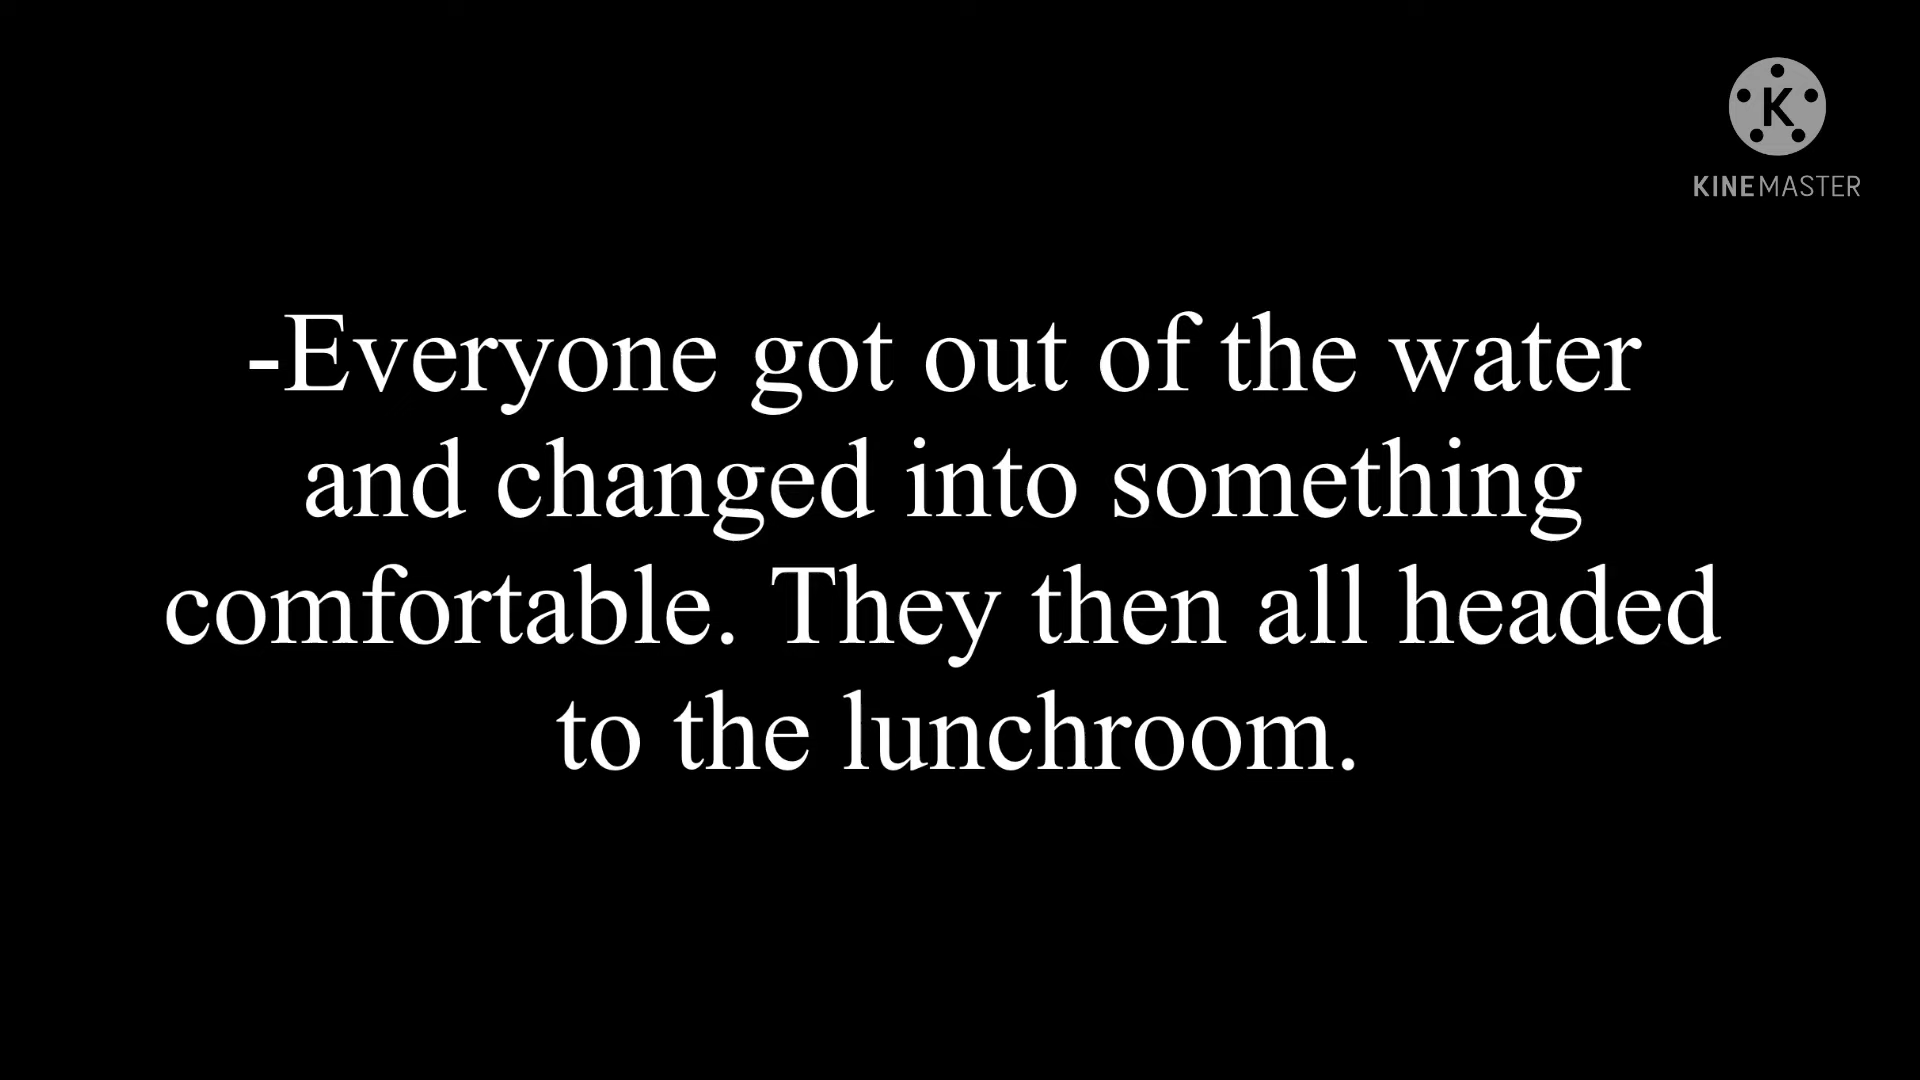 K
KINEMASTER
-Everyone got out of the water
and changed into something
comfortable. They then all headed
to the lunchroom.